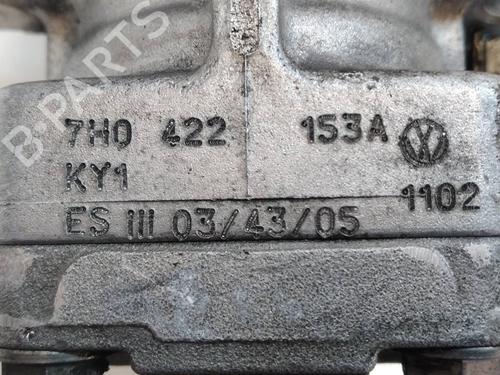 B-PARTS
7H0 422 153A
KY1
1102
ES III 03/43/05